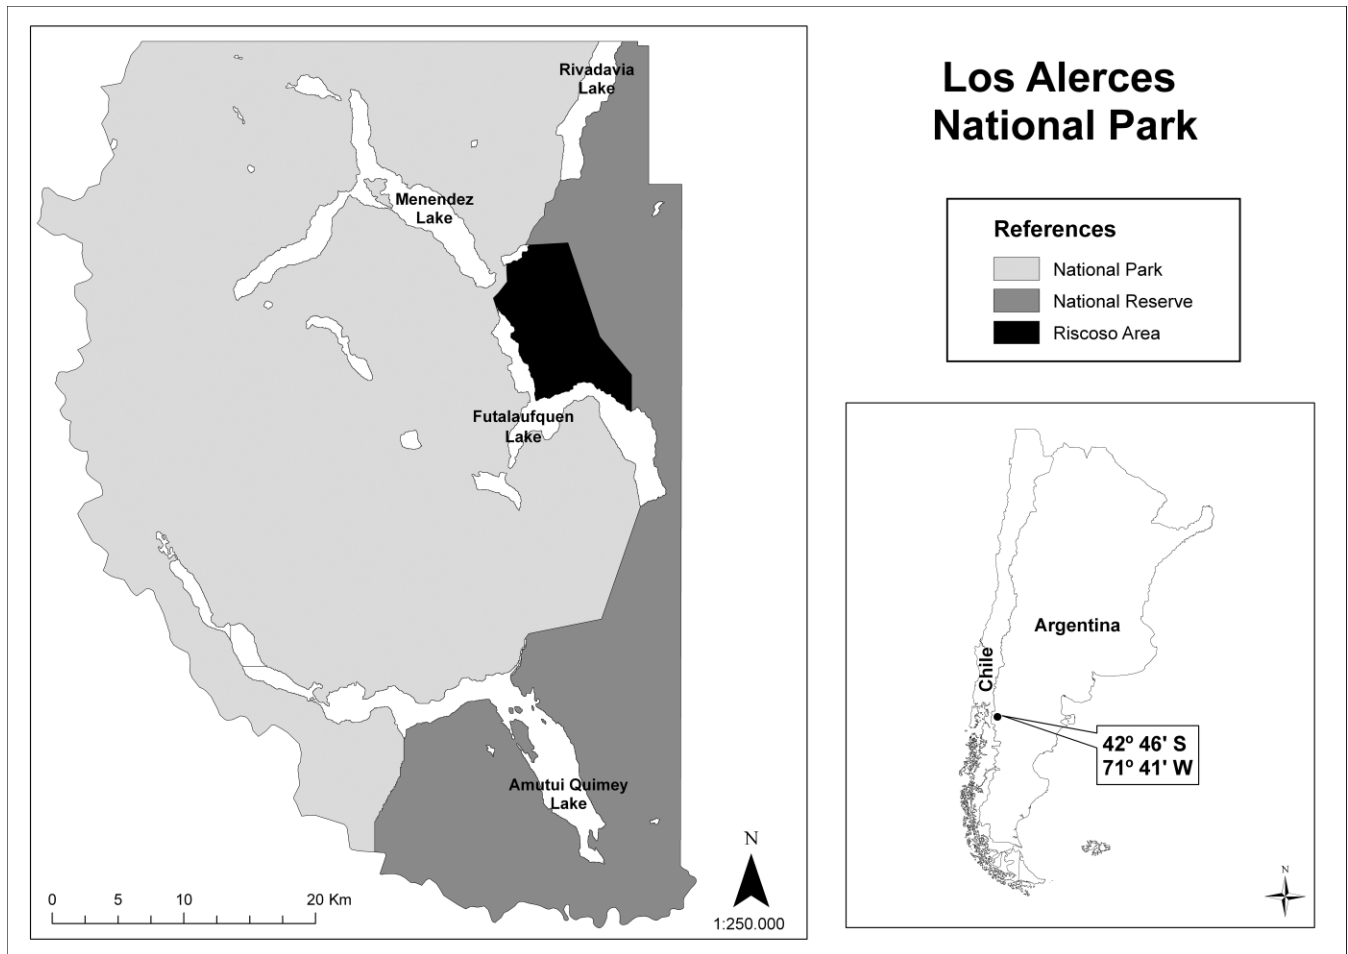 Los Alerces
National Park
References
National Park
National Reserve
Riscoso Area
Rivadavia
Lake
Menendez
Lake
Futalaufquen
Lake
Amutui Quimey
Lake
0 5 10 20 Km
N
1:250.000
Argentina
Chile
42º 46' S
71º 41' W
N